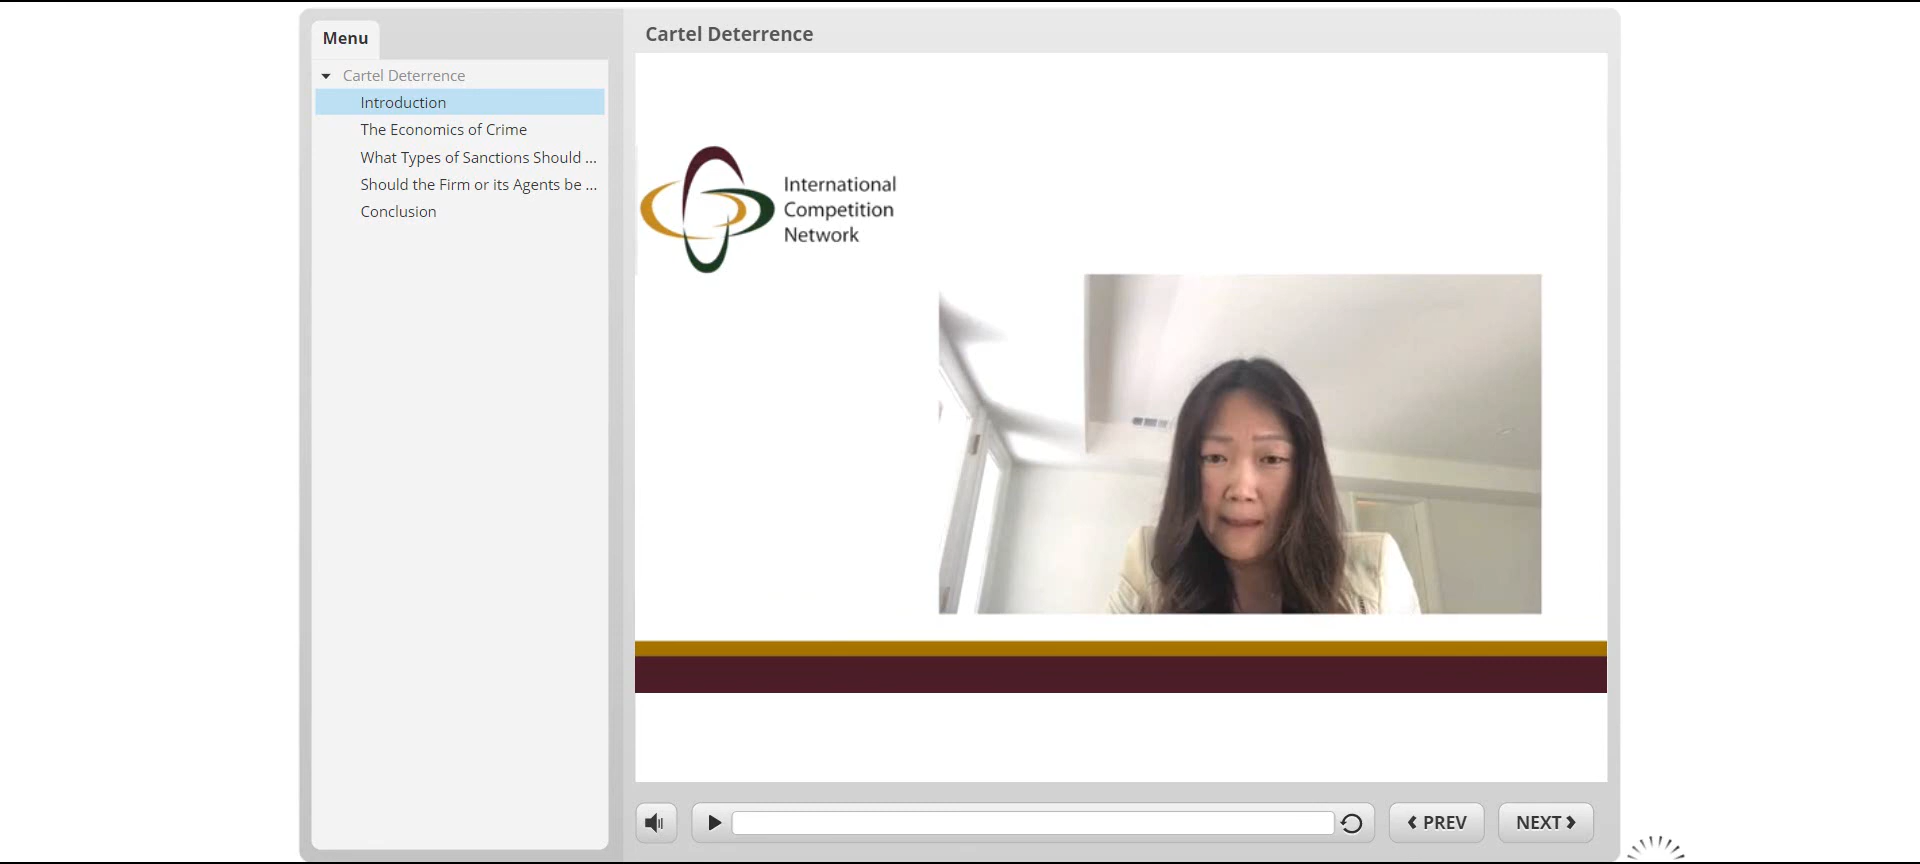 Menu
Cartel Deterrence
Introduction
The Economics of Crime
What Types of Sanctions Should ...
Should the Firm or its Agents be ...
Conclusion
Cartel Deterrence
International
Competition
Network
PREV
NEXT